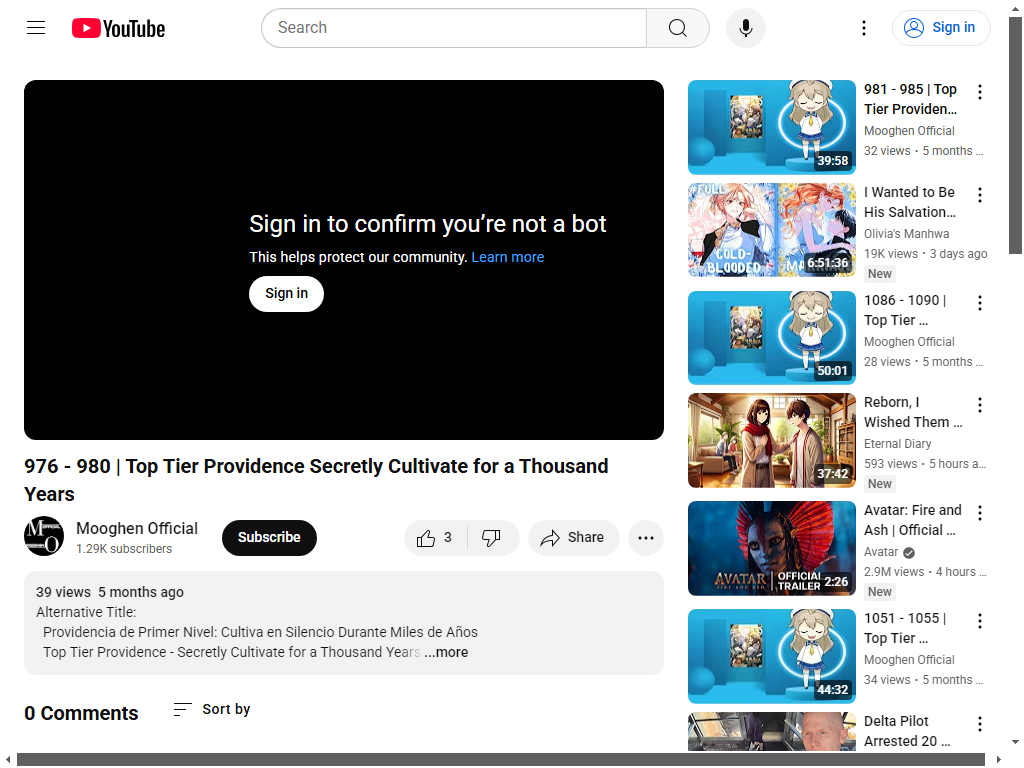 YouTube
Search
Sign in
Sign in to confirm you’re not a bot
This helps protect our community. Learn more
Sign in
976 - 980 | Top Tier Providence Secretly Cultivate for a Thousand
Years
Mooghen Official
1.29K subscribers
Subscribe
3
Share
39 views 5 months ago
Alternative Title:
Providencia de Primer Nivel: Cultiva en Silencio Durante Miles de Años
Top Tier Providence - Secretly Cultivate for a Thousand Years ...more
0 Comments
Sort by
39:58
981 - 985 | Top
Tier Providen...
Mooghen Official
32 views • 5 months ...
#FULL
COLD-
BLOODED
6:51:36
I Wanted to Be
His Salvation...
Olivia's Manhwa
19K views • 3 days ago
New
50:01
1086 - 1090 |
Top Tier ...
Mooghen Official
28 views • 5 months ...
37:42
Reborn, I
Wished Them ...
Eternal Diary
593 views • 5 hours a...
New
AVATAR
FIRE AND ASH
OFFICIAL
TRAILER
2:26
Avatar: Fire and
Ash | Official ...
Avatar
2.9M views • 4 hours ...
New
44:32
1051 - 1055 |
Top Tier ...
Mooghen Official
34 views • 5 months ...
Delta Pilot
Arrested 20 ...